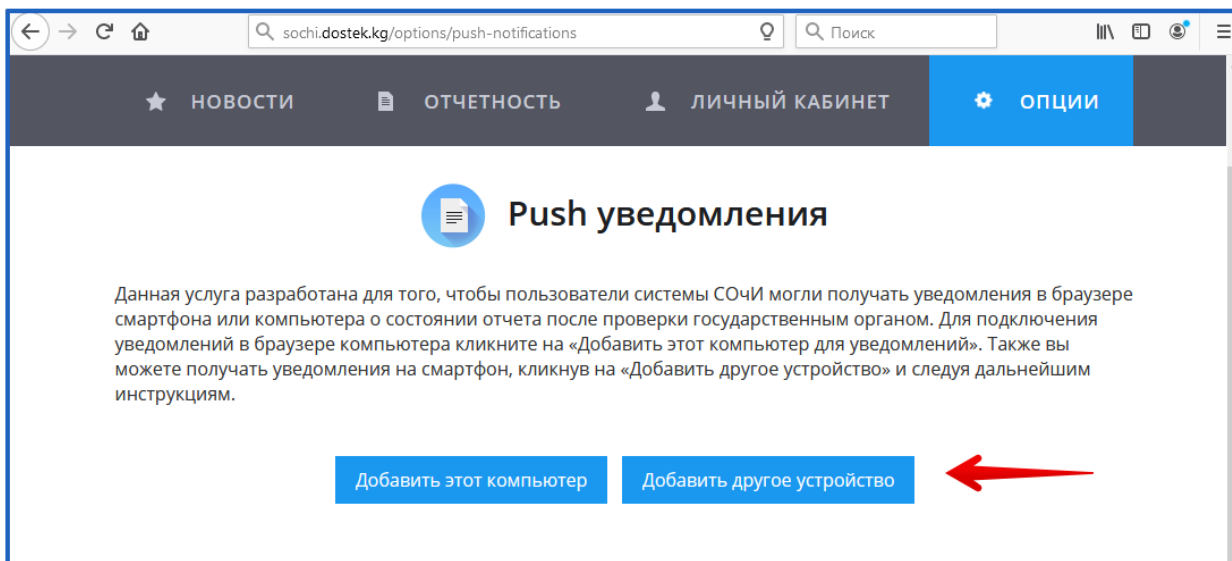 sochi.dostek.kg/options/push-notifications
Поиск
НОВОСТИ
ОТЧЕТНОСТЬ
ЛИЧНЫЙ КАБИНЕТ
ОПЦИИ
Push уведомления
Данная услуга разработана для того, чтобы пользователи системы СОчИ могли получать уведомления в браузере
смартфона или компьютера о состоянии отчета после проверки государственным органом. Для подключения
уведомлений в браузере компьютера кликните на «Добавить этот компьютер для уведомлений». Также вы
можете получать уведомления на смартфон, кликнув на «Добавить другое устройство» и следуя дальнейшим
инструкциям.
Добавить этот компьютер
Добавить другое устройство